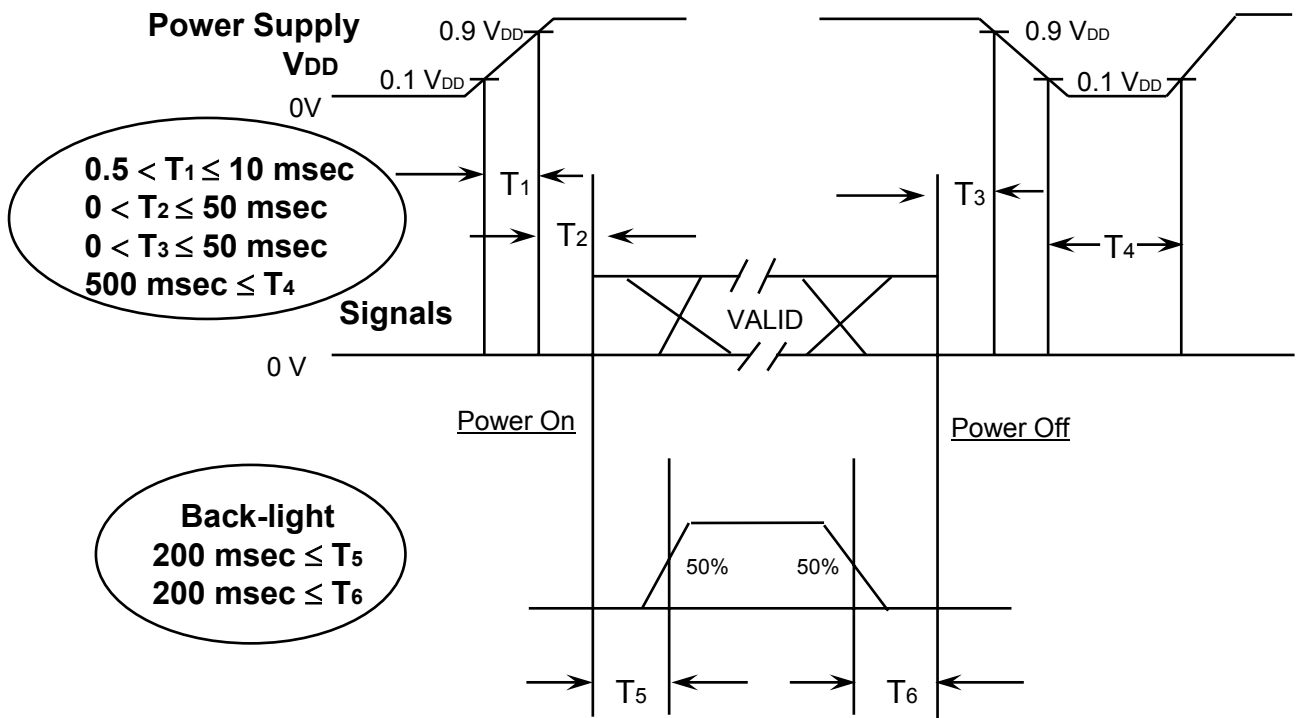 Power Supply
VDD
0.9 VDD
0.1 VDD
0V
0.9 VDD
0.1 VDD
0.5 < T1 ≤ 10 msec
0 < T2 ≤ 50 msec
0 < T3 ≤ 50 msec
500 msec ≤ T4
T1
T2
T3
T4
Signals
VALID
0 V
Power On
Power Off
Back-light
200 msec ≤ T5
200 msec ≤ T6
50%
50%
T5
T6